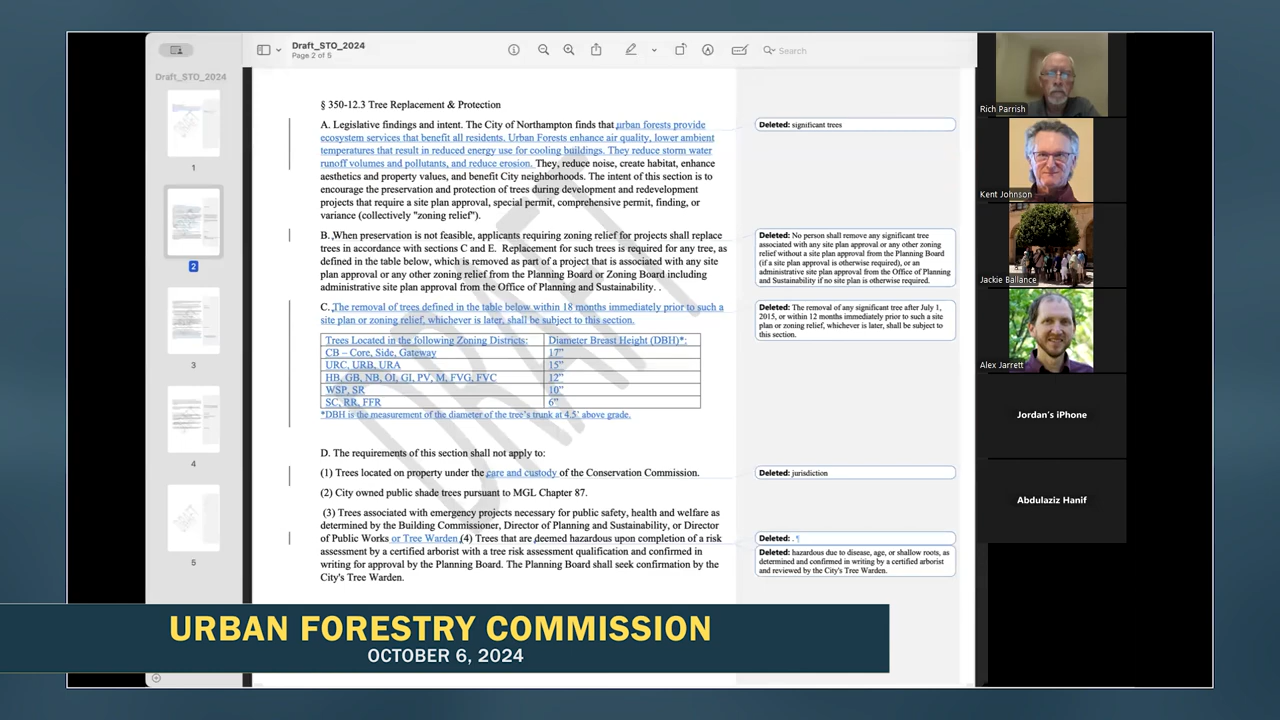 Draft_STO_2024
Page 2 of 5
Search
Draft_STO_2024
1
2
3
4
5
§ 350-12.3 Tree Replacement & Protection
A. Legislative findings and intent. The City of Northampton finds that urban forests provide
ecosystem services that benefit all residents. Urban Forests enhance air quality, lower ambient
temperatures that result in reduced energy use for cooling buildings. They reduce storm water
runoff volumes and pollutants, and reduce erosion. They, reduce noise, create habitat, enhance
aesthetics and property values, and benefit City neighborhoods. The intent of this section is to
encourage the preservation and protection of trees during development and redevelopment
projects that require a site plan approval, special permit, comprehensive permit, finding, or
variance (collectively "zoning relief").
B. When preservation is not feasible, applicants requiring zoning relief for projects shall replace
trees in accordance with sections C and E. Replacement for such trees is required for any tree, as
defined in the table below, which is removed as part of a project that is associated with any site
plan approval or any other zoning relief from the Planning Board or Zoning Board including
administrative site plan approval from the Office of Planning and Sustainability. .
C. The removal of trees defined in the table below within 18 months immediately prior to such a
site plan or zoning relief, whichever is later, shall be subject to this section.
Trees Located in the following Zoning Districts: Diameter Breast Height (DBH)*:
CB – Core, Side, Gateway 17"
URC, URB, URA 15"
HB, GB, NB, OI, GI, PV, M, FVG, FVC 12"
WSP, SR 10"
SC, RR, FFR 6"
*DBH is the measurement of the diameter of the tree's trunk at 4.5' above grade.
D. The requirements of this section shall not apply to:
(1) Trees located on property under the care and custody of the Conservation Commission.
(2) City owned public shade trees pursuant to MGL Chapter 87.
(3) Trees associated with emergency projects necessary for public safety, health and welfare as
determined by the Building Commissioner, Director of Planning and Sustainability, or Director
of Public Works or Tree Warden (4) Trees that are deemed hazardous upon completion of a risk
assessment by a certified arborist with a tree risk assessment qualification and confirmed in
writing for approval by the Planning Board. The Planning Board shall seek confirmation by the
City's Tree Warden.
DRAFT
Deleted: significant trees
Deleted: No person shall remove any significant tree
associated with any site plan approval or any other zoning
relief without a site plan approval from the Planning Board
(if a site plan approval is otherwise required), or an
administrative site plan approval from the Office of Planning
and Sustainability if no site plan is otherwise required.
Deleted: The removal of any significant tree after July 1,
2015, or within 12 months immediately prior to such a site
plan or zoning relief, whichever is later, shall be subject to
this section.
Deleted: jurisdiction
Deleted: .¶
Deleted: hazardous due to disease, age, or shallow roots, as
determined and confirmed in writing by a certified arborist
and reviewed by the City's Tree Warden.
Rich Parrish
Kent Johnson
Jackie Ballance
Alex Jarrett
Jordan's iPhone
Abdulaziz Hanif
URBAN FORESTRY COMMISSION
OCTOBER 6, 2024